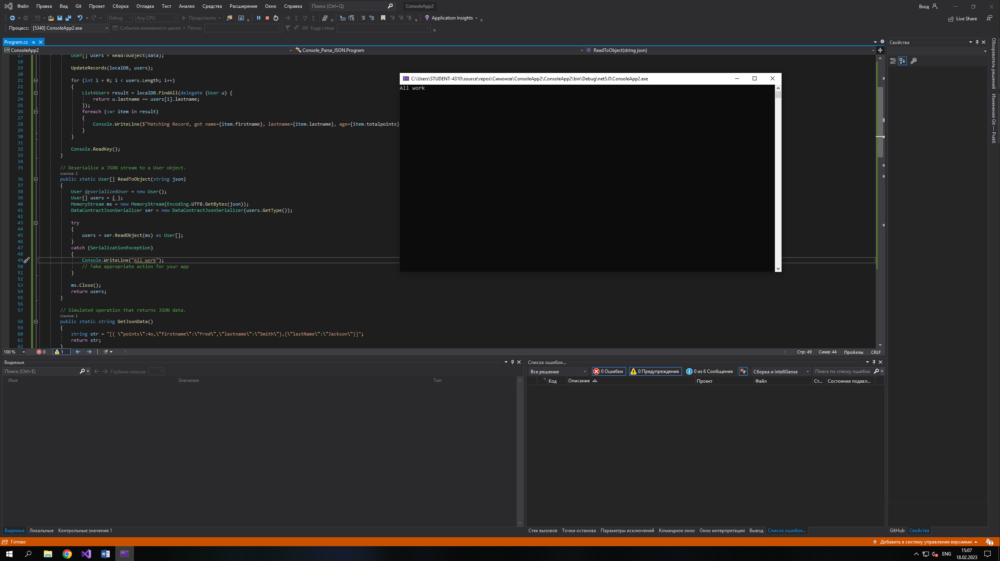 Файл Правка Вид Git Проект Сборка Отладка Тест Анализ Средства Расширения Окно Справка Поиск (Ctrl+Q) ConsoleApp2 Вход
Debug Any CPU Продолжить Application Insights Live Share
Процесс: [5340] ConsoleApp2.exe События жизненного цикла Поток: Кадр стека:
Program.cs
ConsoleApp2 Console_Parse_JSON.Program ReadToObject(string json)
17 User[] users = ReadToObject(data);
18
19 UpdateRecords(localDB, users);
20
21 for (int i = 0; i < users.Length; i++)
22 {
23 List<User> result = localDB.FindAll(delegate (User u) {
24 return u.lastname == users[i].lastname;
25 });
26 foreach (var item in result)
27 {
28 Console.WriteLine($"Matching Record, got name={item.firstname}, lastname={item.lastname}, age={item.totalpoints}
29 }
30 }
31
32 Console.ReadKey();
33 }
34
35 // Deserialize a JSON stream to a User object.
ссылка: 1
36 public static User[] ReadToObject(string json)
37 {
38 User deserializedUser = new User();
39 User[] users = { };
40 MemoryStream ms = new MemoryStream(Encoding.UTF8.GetBytes(json));
41 DataContractJsonSerializer ser = new DataContractJsonSerializer(users.GetType());
42
43 try
44 {
45 users = ser.ReadObject(ms) as User[];
46 }
47 catch (SerializationException)
48 {
49 Console.WriteLine("All work");
50 // Take appropriate action for your app
51 }
52
53 ms.Close();
54 return users;
55 }
56
57 // Simulated operation that returns JSON data.
ссылка: 1
58 public static string GetJsonData()
59 {
60 string str = "[{ \"points\":4o,\"firstname\":\"Fred\",\"lastname\":\"Smith\"},{\"lastName\":\"Jackson\"}]";
61 return str;
62 }
C:\Users\STUDENT-4310\source\repos\Симонов\ConsoleApp2\ConsoleApp2\bin\Debug\net5.0\ConsoleApp2.exe
All work
100 % 0 1 Стр: 49 Симв: 44 Пробелы CRLF
Свойства
Обозреватель решений
Изменения Git — Prak6
Видимые
Поиск (Ctrl+E) Глубина поиска:
Имя Значение Тип
Видимые Локальные Контрольные значения 1
Список ошибок...
Все решение 0 Ошибки 0 Предупреждения 0 из 6 Сообщения Сборка и IntelliSense Поиск по списку ошибок
Код Описание Проект Файл Ст... Состояние подавл...
Стек вызовов Точки останова Параметры исключений Командное окно Окно интерпретации Вывод Список ошибок...
GitHub Свойства
Готово Добавить в систему управления версиями 2
ENG 15:07
18.02.2023